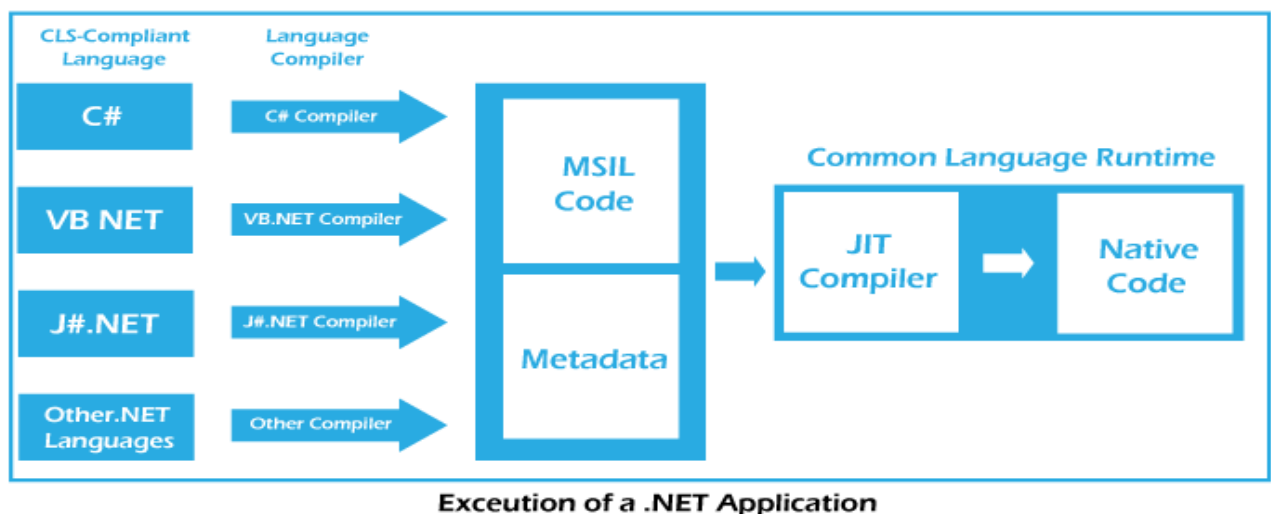 CLS-Compliant
Language
Language
Compiler
C#
C# Compiler
VB NET
VB.NET Compiler
J#.NET
J#.NET Compiler
Other.NET
Languages
Other Compiler
MSIL
Code
Metadata
Common Language Runtime
JIT
Compiler
Native
Code
Exceution of a .NET Application